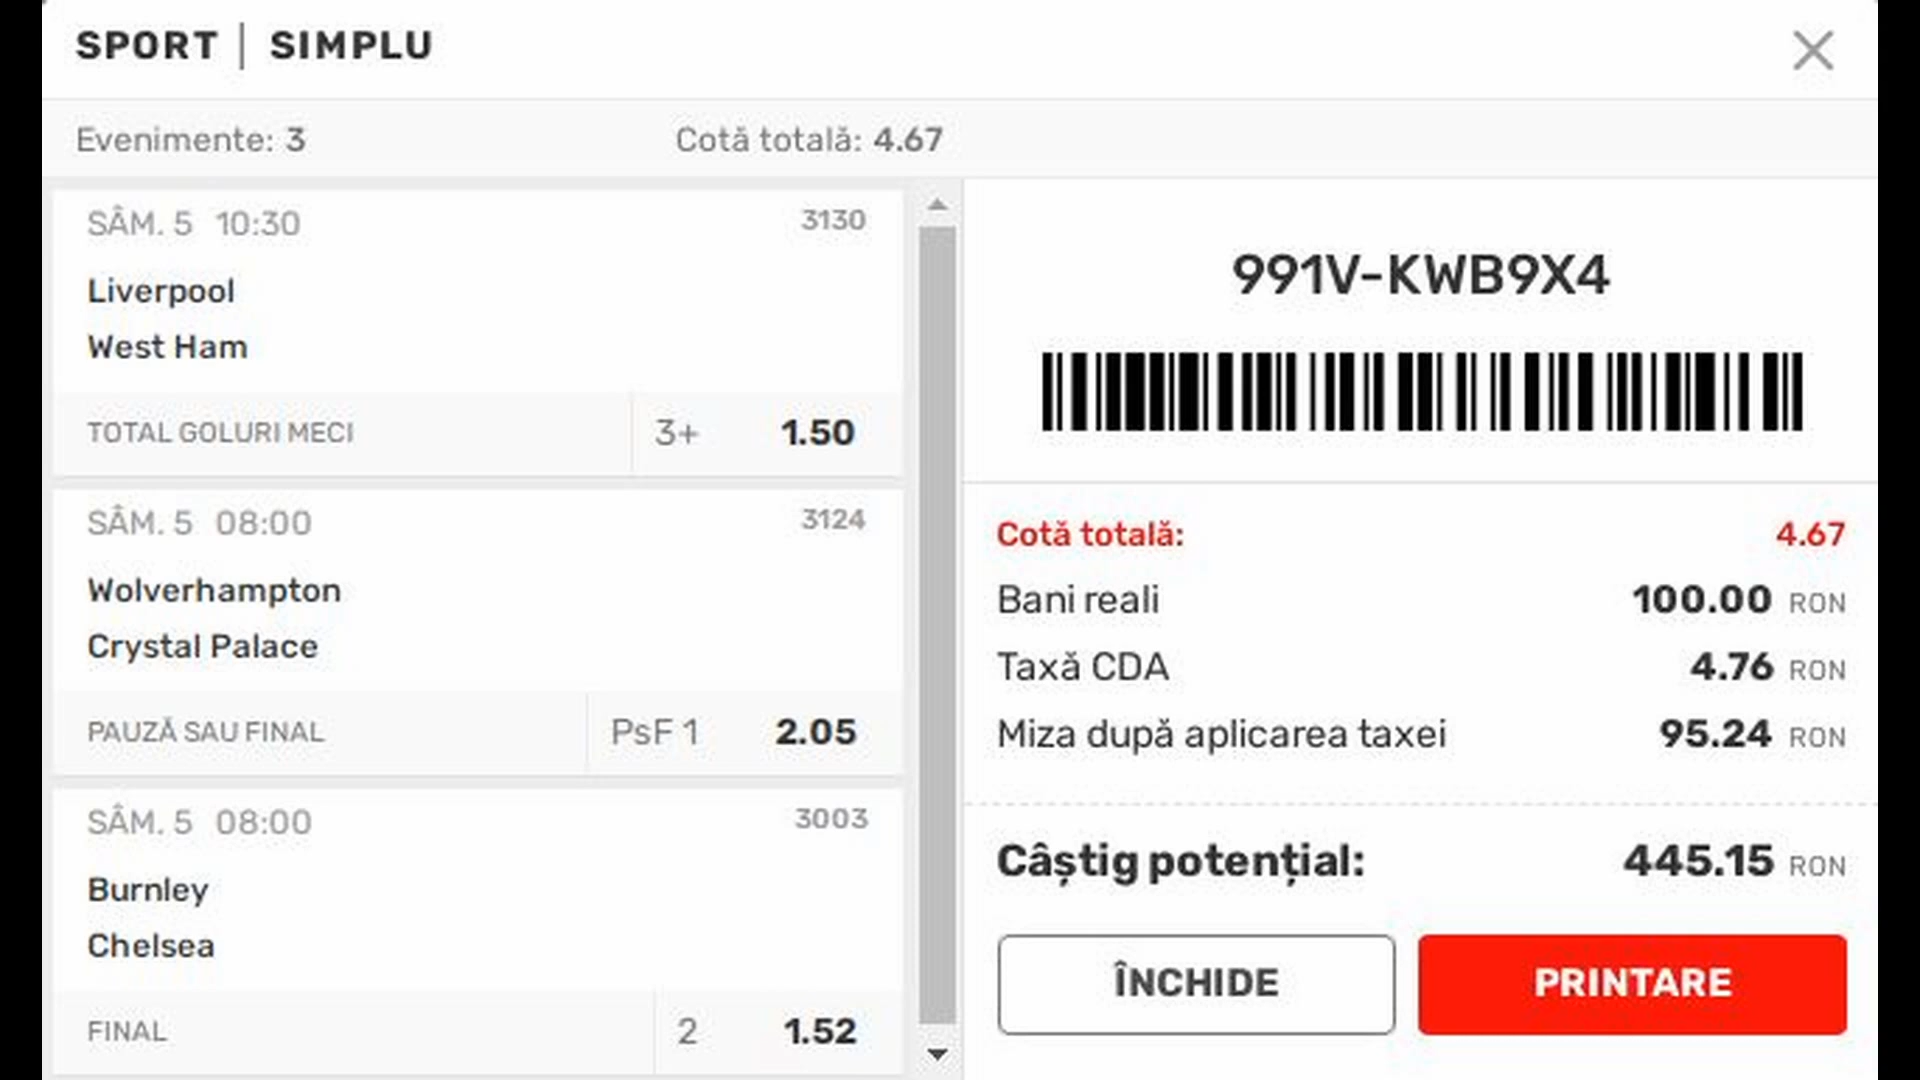 SPORT | SIMPLU
Evenimente: 3 Cotă totală: 4.67
SÂM. 5 10:30 3130
Liverpool
West Ham
TOTAL GOLURI MECI 3+ 1.50
SÂM. 5 08:00 3124
Wolverhampton
Crystal Palace
PAUZĂ SAU FINAL PsF 1 2.05
SÂM. 5 08:00 3003
Burnley
Chelsea
FINAL 2 1.52
991V-KWB9X4
Cotă totală: 4.67
Bani reali 100.00 RON
Taxă CDA 4.76 RON
Miza după aplicarea taxei 95.24 RON
Câștig potențial: 445.15 RON
ÎNCHIDE PRINTARE